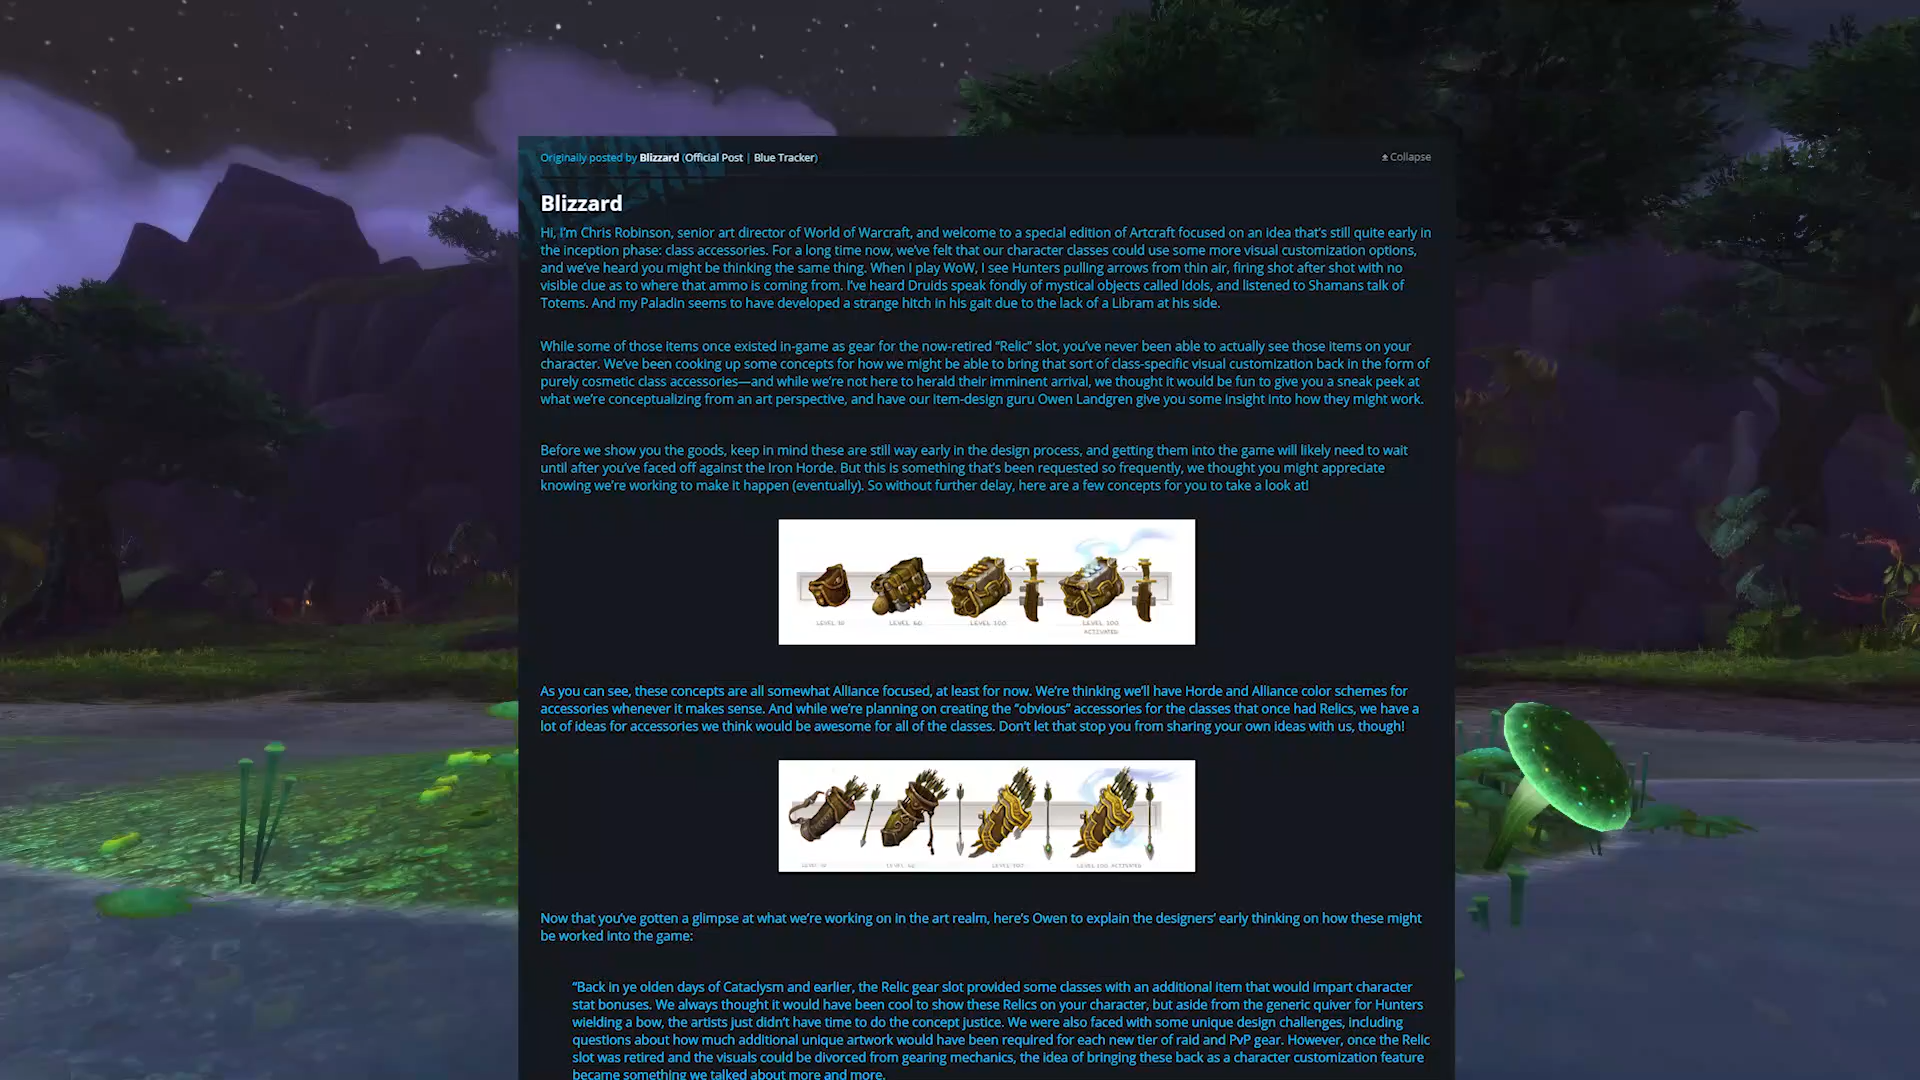 Originally posted by Blizzard (Official Post | Blue Tracker)
Collapse
Blizzard
Hi, I'm Chris Robinson, senior art director of World of Warcraft, and welcome to a special edition of Artcraft focused on an idea that's still quite early in
the inception phase: class accessories. For a long time now, we've felt that our character classes could use some more visual customization options,
and we've heard you might be thinking the same thing. When I play WoW, I see Hunters pulling arrows from thin air, firing shot after shot with no
visible clue as to where that ammo is coming from. I've heard Druids speak fondly of mystical objects called Idols, and listened to Shamans talk of
Totems. And my Paladin seems to have developed a strange hitch in his gait due to the lack of a Libram at his side.
While some of those items once existed in-game as gear for the now-retired “Relic” slot, you've never been able to actually see those items on your
character. We've been cooking up some concepts for how we might be able to bring that sort of class-specific visual customization back in the form of
purely cosmetic class accessories—and while we're not here to herald their imminent arrival, we thought it would be fun to give you a sneak peek at
what we're conceptualizing from an art perspective, and have our item-design guru Owen Landgren give you some insight into how they might work.
Before we show you the goods, keep in mind these are still way early in the design process, and getting them into the game will likely need to wait
until after you've faced off against the Iron Horde. But this is something that's been requested so frequently, we thought you might appreciate
knowing we're working to make it happen (eventually). So without further delay, here are a few concepts for you to take a look at!
LEVEL 60 LEVEL 100 LEVEL 100
ACTIVATED
As you can see, these concepts are all somewhat Alliance focused, at least for now. We're thinking we'll have Horde and Alliance color schemes for
accessories whenever it makes sense. And while we're planning on creating the “obvious” accessories for the classes that once had Relics, we have a
lot of ideas for accessories we think would be awesome for all of the classes. Don't let that stop you from sharing your own ideas with us, though!
LEVEL 100 LEVEL 100 ACTIVATED
Now that you've gotten a glimpse at what we're working on in the art realm, here's Owen to explain the designers' early thinking on how these might
be worked into the game:
“Back in ye olden days of Cataclysm and earlier, the Relic gear slot provided some classes with an additional item that would impart character
stat bonuses. We always thought it would have been cool to show these Relics on your character, but aside from the generic quiver for Hunters
wielding a bow, the artists just didn't have time to do the concept justice. We were also faced with some unique design challenges, including
questions about how much additional unique artwork would have been required for each new tier of raid and PvP gear. However, once the Relic
slot was retired and the visuals could be divorced from gearing mechanics, the idea of bringing these back as a character customization feature
became something we talked about more and more.